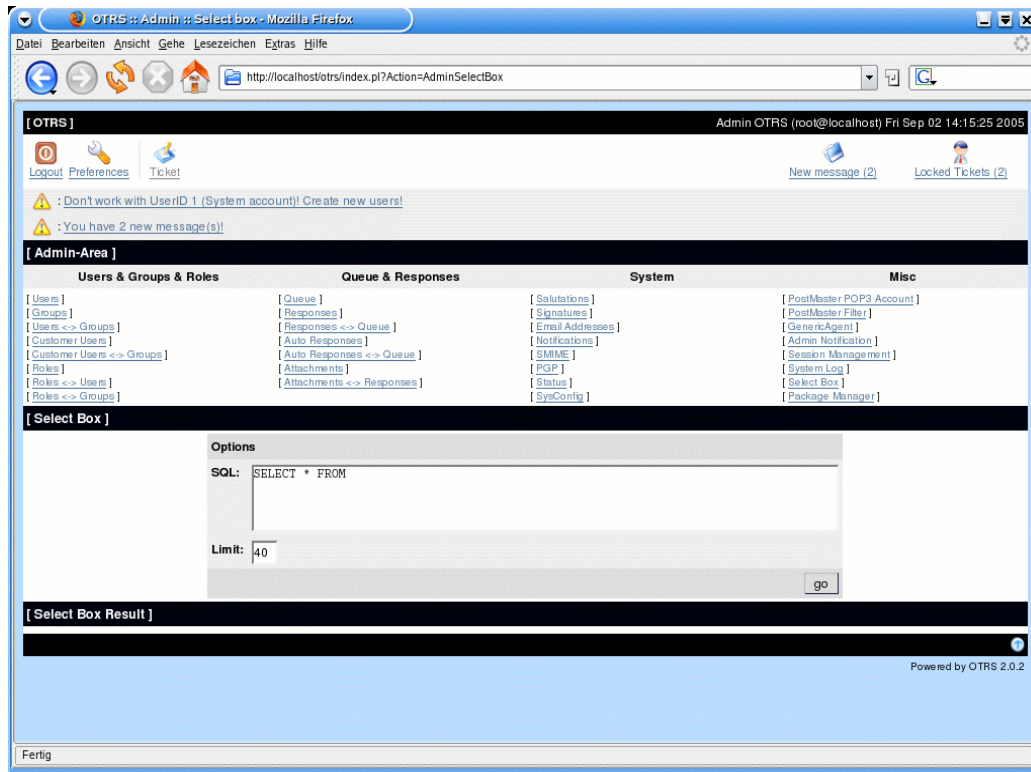 OTRS :: Admin :: Select box - Mozilla Firefox
Datei Bearbeiten Ansicht Gehe Lesezeichen Extras Hilfe
http://localhost/otrs/index.pl?Action=AdminSelectBox
G
[ OTRS ] Admin OTRS (root@localhost) Fri Sep 02 14:15:25 2005
Logout Preferences Ticket New message (2) Locked Tickets (2)
: Don't work with UserID 1 (System account)! Create new users!
: You have 2 new message(s)!
[ Admin-Area ]
Users & Groups & Roles Queue & Responses System Misc
[ Users ] [ Queue ] [ Salutations ] [ PostMaster POP3 Account ]
[ Groups ] [ Responses ] [ Signatures ] [ PostMaster Filter ]
[ Users <-> Groups ] [ Responses <-> Queue ] [ Email Addresses ] [ GenericAgent ]
[ Customer Users ] [ Auto Responses ] [ Notifications ] [ Admin Notification ]
[ Customer Users <-> Groups ] [ Auto Responses <-> Queue ] [ SMIME ] [ Session Management ]
[ Roles ] [ Attachments ] [ PGP ] [ System Log ]
[ Roles <-> Users ] [ Attachments <-> Responses ] [ Status ] [ Select Box ]
[ Roles <-> Groups ] [ SysConfig ] [ Package Manager ]
[ Select Box ]
Options
SQL: SELECT * FROM
Limit: 40
go
[ Select Box Result ]
Powered by OTRS 2.0.2
Fertig